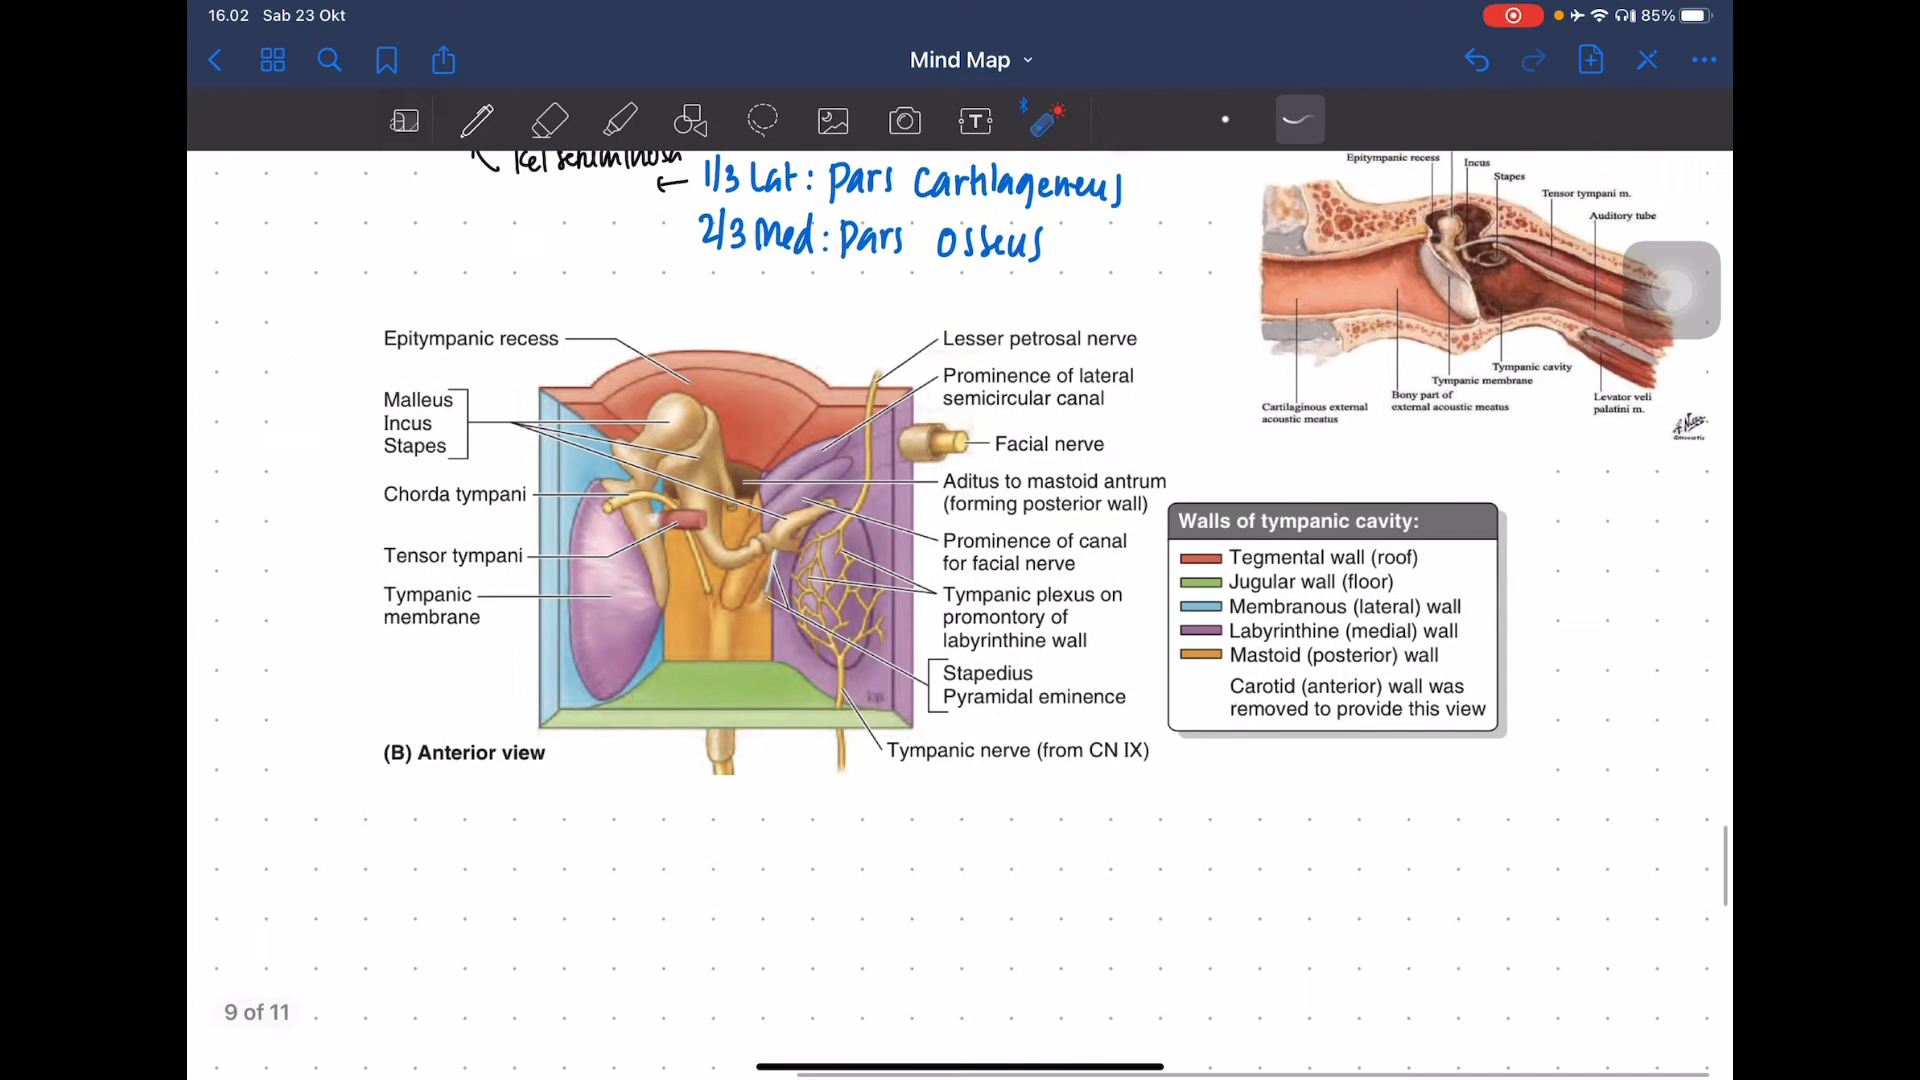 16.02 Sab 23 Okt
85%
Mind Map
1/3 Lat : Pars Carthlageneus
2/3 Med : Pars Osseus
Epitympanic recess
Incus
Stapes
Tensor tympani m.
Auditory tube
Tympanic cavity
Tympanic membrane
Bony part of
external acoustic meatus
Cartilaginous external
acoustic meatus
Levator veli
palatini m.
Epitympanic recess
Malleus
Incus
Stapes
Chorda tympani
Tensor tympani
Tympanic
membrane
Lesser petrosal nerve
Prominence of lateral
semicircular canal
Facial nerve
Aditus to mastoid antrum
(forming posterior wall)
Prominence of canal
for facial nerve
Tympanic plexus on
promontory of
labyrinthine wall
Stapedius
Pyramidal eminence
Tympanic nerve (from CN IX)
(B) Anterior view
Walls of tympanic cavity:
Tegmental wall (roof)
Jugular wall (floor)
Membranous (lateral) wall
Labyrinthine (medial) wall
Mastoid (posterior) wall
Carotid (anterior) wall was
removed to provide this view
9 of 11